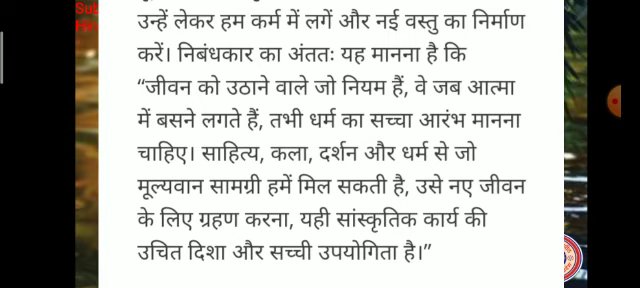 Sub
Hin
उन्हें लेकर हम कर्म में लगें और नई वस्तु का निर्माण
करें। निबंधकार का अंततः यह मानना है कि
“जीवन को उठाने वाले जो नियम हैं, वे जब आत्मा
में बसने लगते हैं, तभी धर्म का सच्चा आरंभ मानना
चाहिए। साहित्य, कला, दर्शन और धर्म से जो
मूल्यवान सामग्री हमें मिल सकती है, उसे नए जीवन
के लिए ग्रहण करना, यही सांस्कृतिक कार्य की
उचित दिशा और सच्ची उपयोगिता है।”